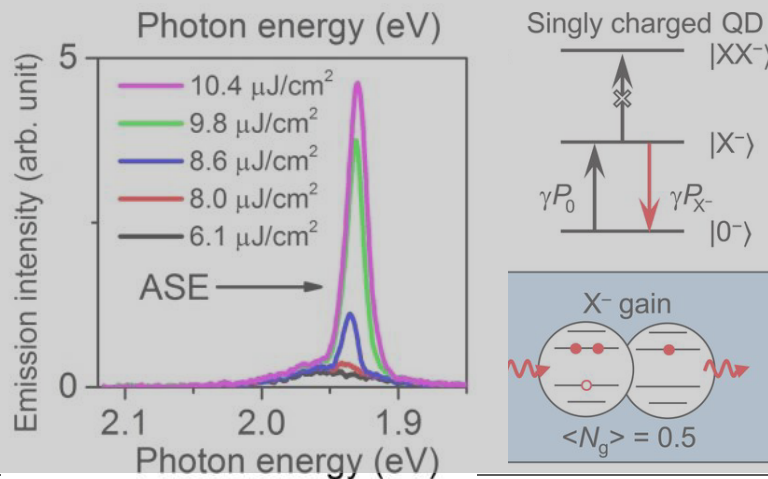 Photon energy (eV)
5
10.4 μJ/cm²
9.8 μJ/cm²
8.6 μJ/cm²
8.0 μJ/cm²
6.1 μJ/cm²
ASE
0
Emission intensity (arb. unit)
2.1 2.0 1.9
Photon energy (eV)
Singly charged QD
|XX⁻⟩
|X⁻⟩
γP₀ γPX⁻
|0⁻⟩
X⁻ gain
<Ng> = 0.5